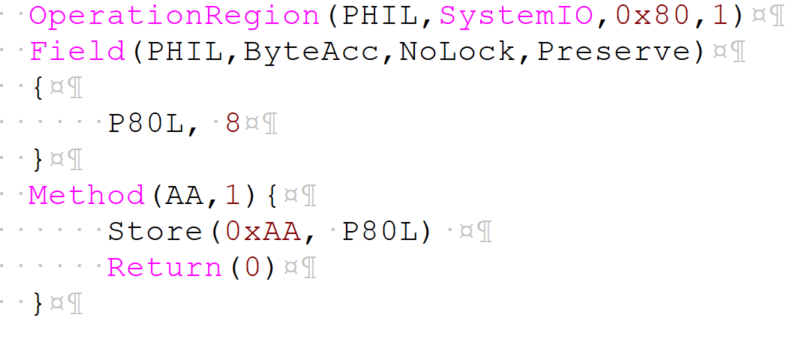 OperationRegion(PHIL,SystemIO,0x80,1)¤¶
Field(PHIL,ByteAcc,NoLock,Preserve)¤¶
{¤¶
P80L, 8¤¶
}¤¶
Method(AA,1){¤¶
Store(0xAA, P80L) ¤¶
Return(0)¤¶
}¤¶